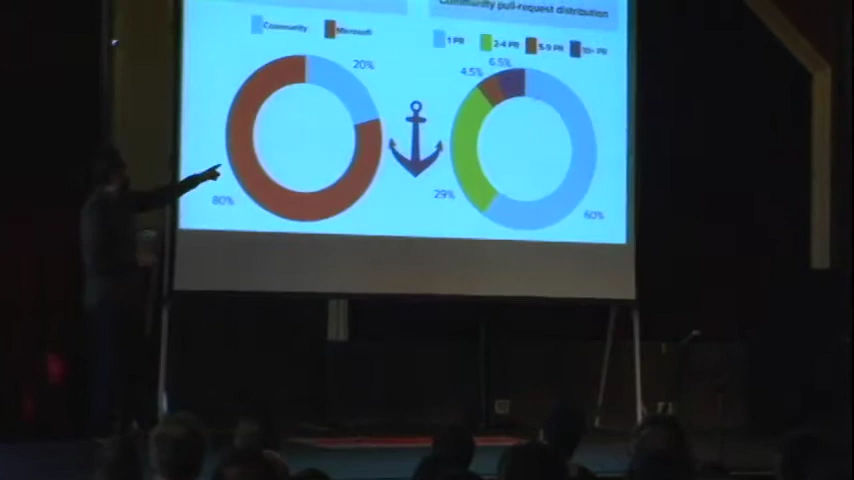 Community pull-request distribution
Community Microsoft
1 PR 2-4 PR 5-9 PR 10+ PR
20%
80%
4.5% 6.5%
29%
60%